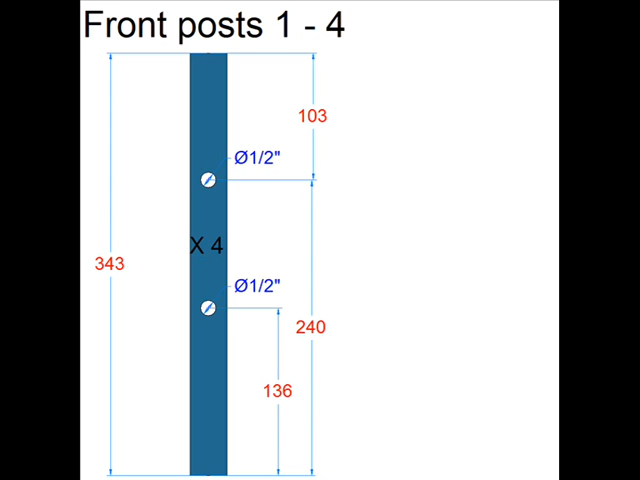 Front posts 1 - 4
103
Ø1/2"
X 4
343
Ø1/2"
240
136